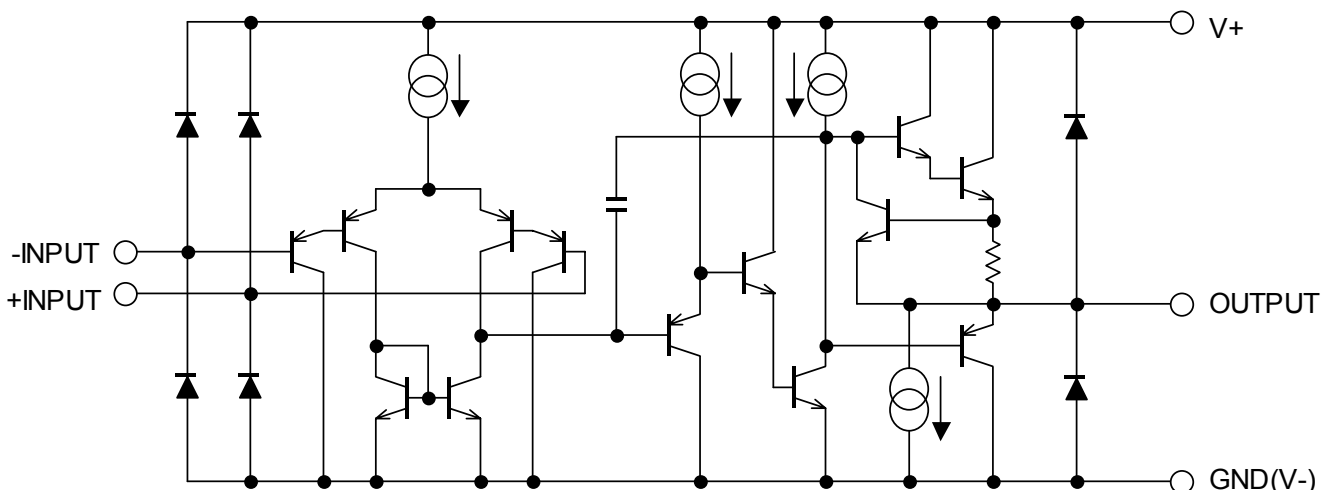 V+
-INPUT
+INPUT
OUTPUT
GND(V-)